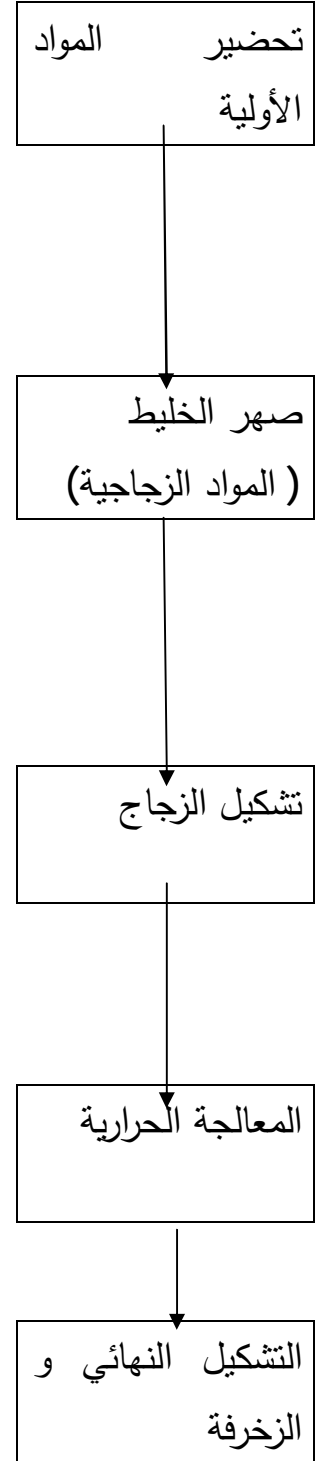 تحضير المواد
الأولية
صهر الخليط
( المواد الزجاجية)
تشكيل الزجاج
المعالجة الحرارية
التشكيل النهائي و
الزخرفة